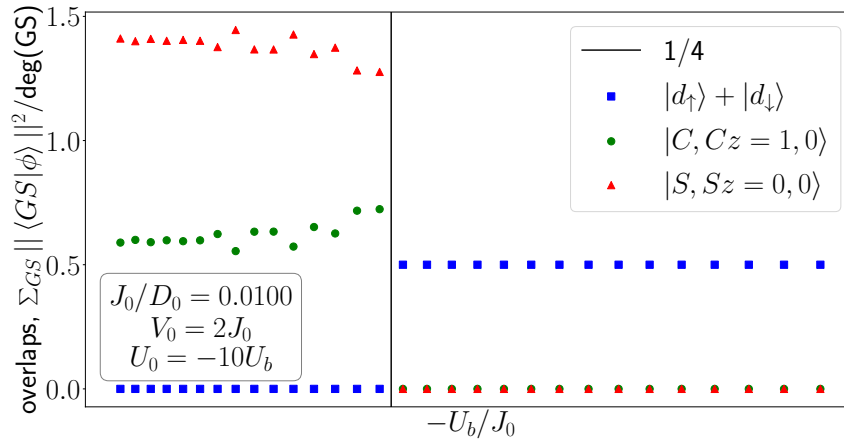 overlaps, Σ_GS || ⟨GS|ϕ⟩ ||²/deg(GS)
1.5
1.0
0.5
0.0
1/4
|d↑⟩ + |d↓⟩
|C, Cz = 1, 0⟩
|S, Sz = 0, 0⟩
J₀/D₀ = 0.0100
V₀ = 2J₀
U₀ = −10U_b
−U_b/J₀